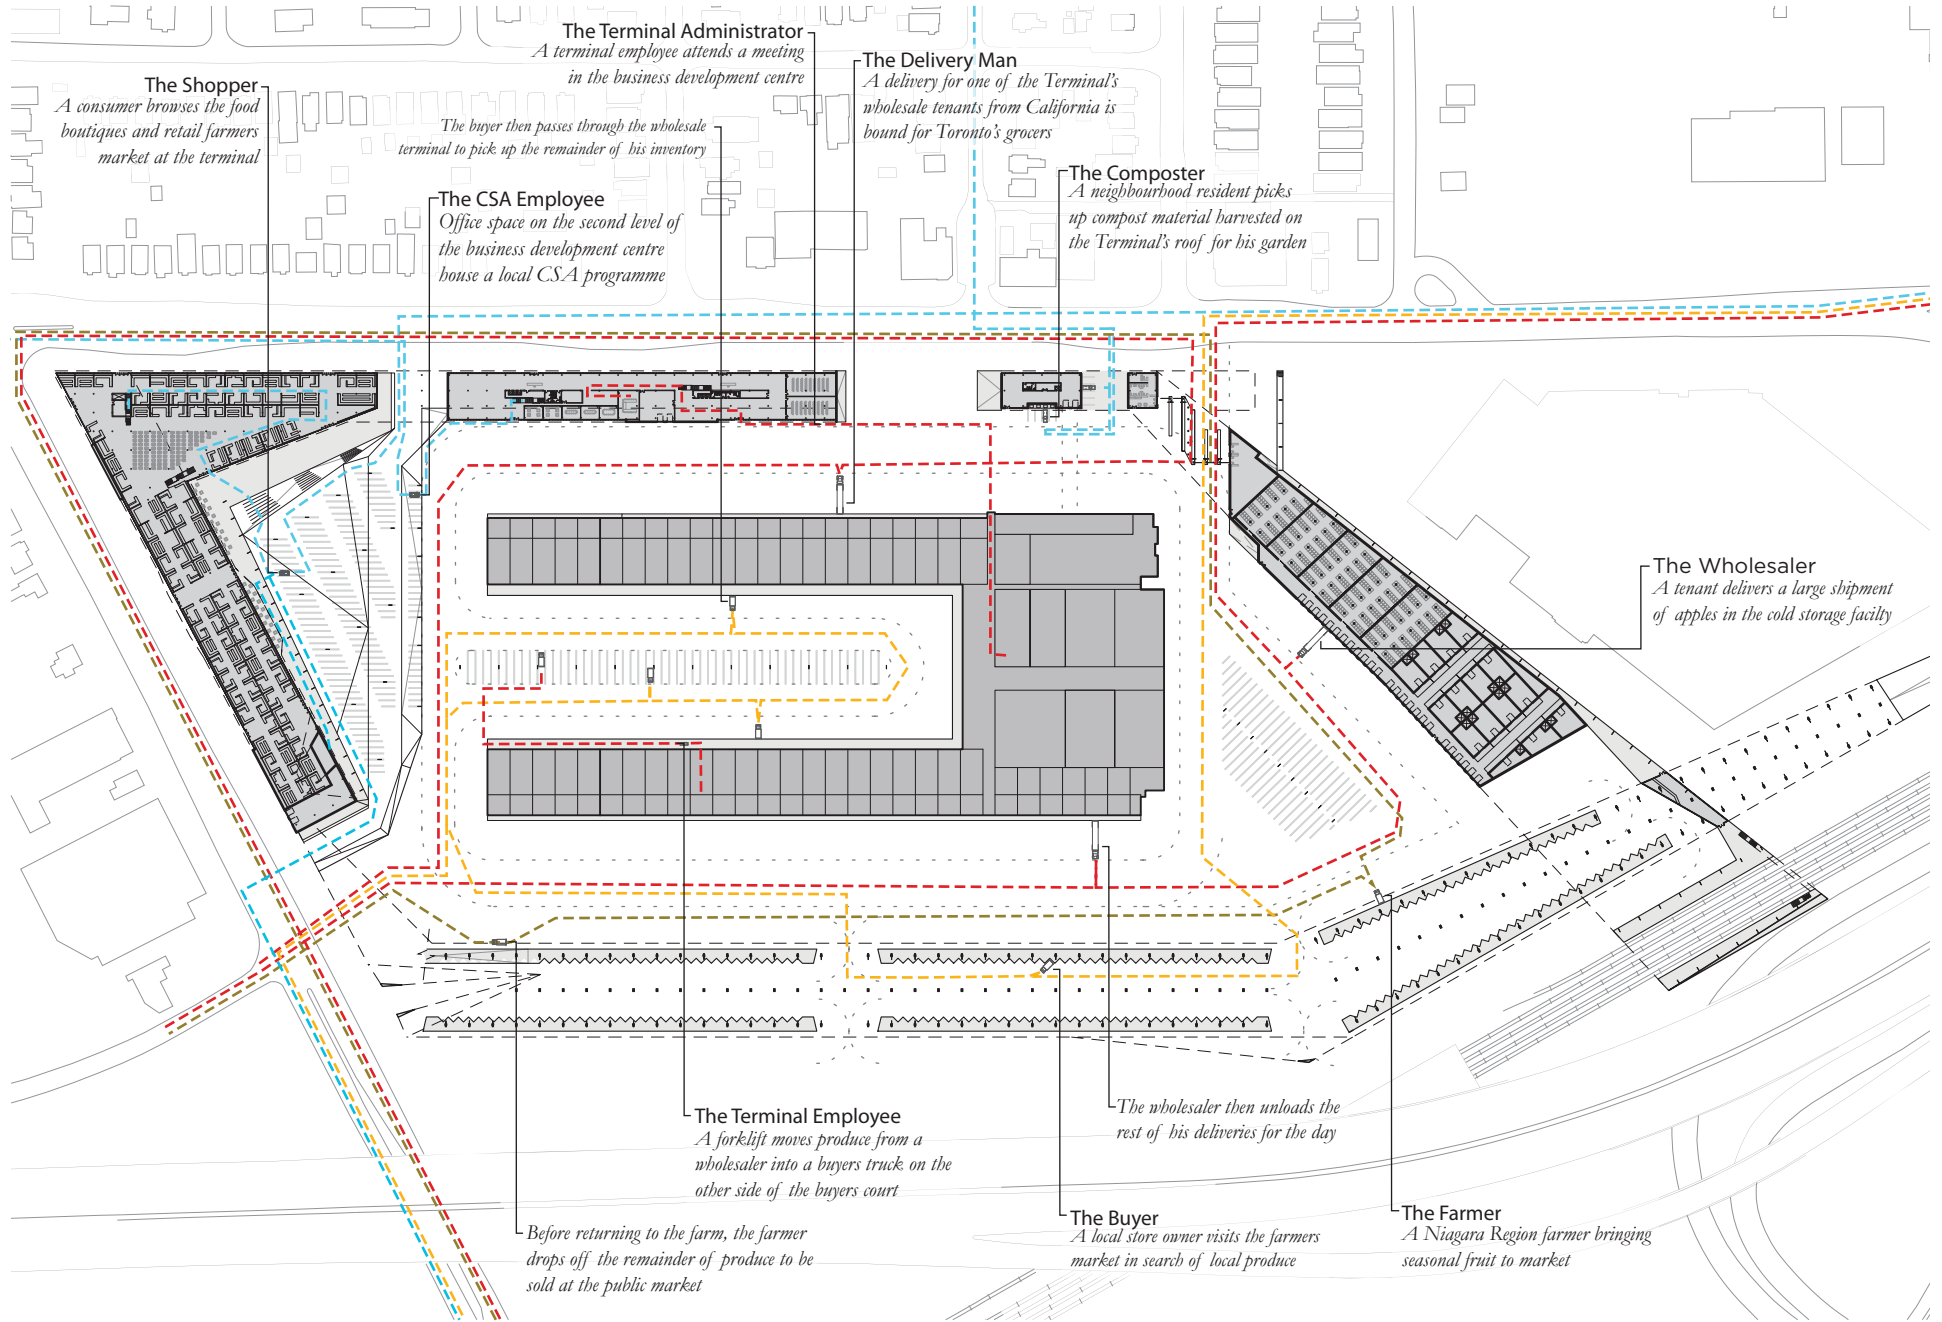 The Terminal Administrator
A terminal employee attends a meeting
in the business development centre
The Delivery Man
A delivery for one of the Terminal's
wholesale tenants from California is
bound for Toronto's grocers
The Shopper
A consumer browses the food
boutiques and retail farmers
market at the terminal
The buyer then passes through the wholesale
terminal to pick up the remainder of his inventory
The Composter
A neighbourhood resident picks
up compost material harvested on
the Terminal's roof for his garden
The CSA Employee
Office space on the second level of
the business development centre
house a local CSA programme
The Wholesaler
A tenant delivers a large shipment
of apples in the cold storage facilty
The Terminal Employee
A forklift moves produce from a
wholesaler into a buyers truck on the
other side of the buyers court
The wholesaler then unloads the
rest of his deliveries for the day
Before returning to the farm, the farmer
drops off the remainder of produce to be
sold at the public market
The Buyer
A local store owner visits the farmers
market in search of local produce
The Farmer
A Niagara Region farmer bringing
seasonal fruit to market